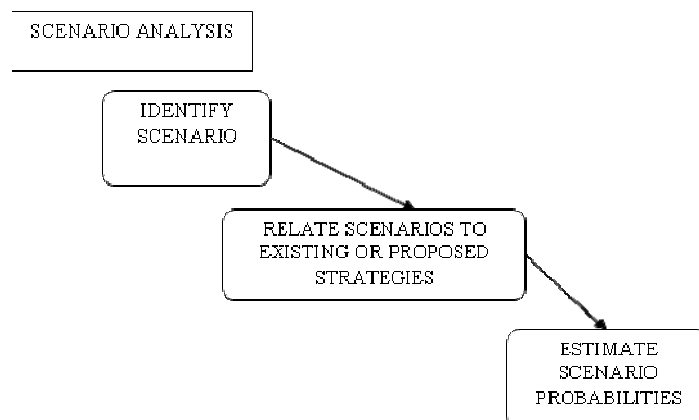 SCENARIO ANALYSIS
IDENTIFY
SCENARIO
RELATE SCENARIOS TO
EXISTING OR PROPOSED
STRATEGIES
ESTIMATE
SCENARIO
PROBABILITIES